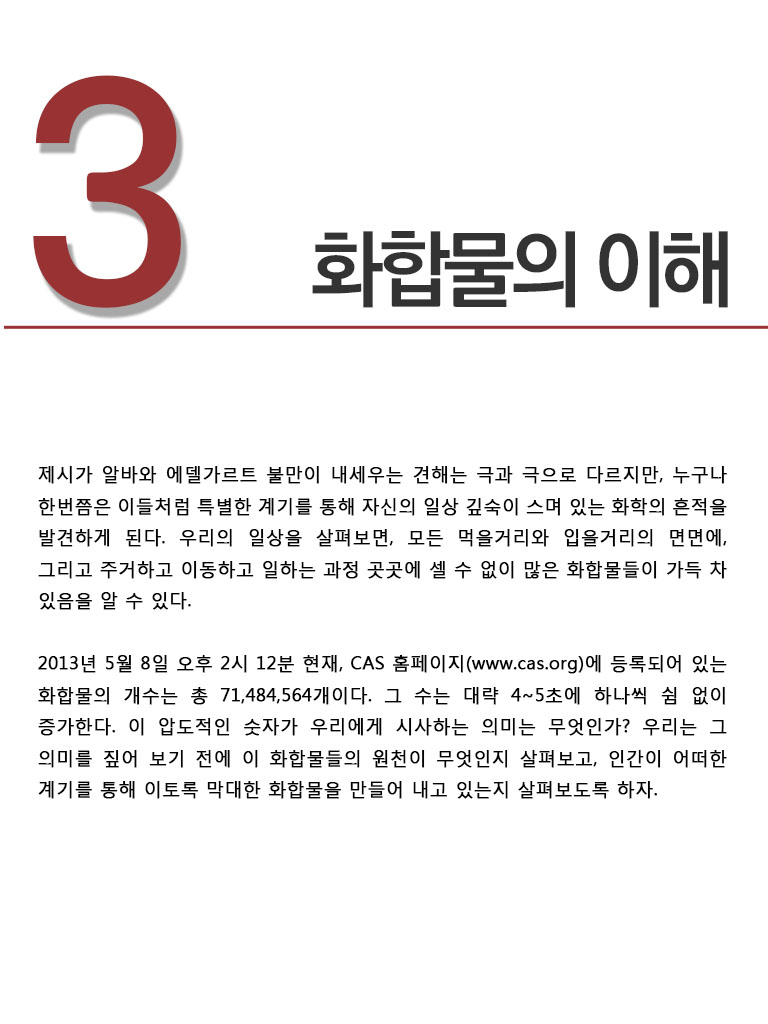 3
화합물의 이해
제시가 알바와 에델가르트 불만이 내세우는 견해는 극과 극으로 다르지만, 누구나
한번쯤은 이들처럼 특별한 계기를 통해 자신의 일상 깊숙이 스며 있는 화학의 흔적을
발견하게 된다. 우리의 일상을 살펴보면, 모든 먹을거리와 입을거리의 면면에,
그리고 주거하고 이동하고 일하는 과정 곳곳에 셀 수 없이 많은 화합물들이 가득 차
있음을 알 수 있다.
2013년 5월 8일 오후 2시 12분 현재, CAS 홈페이지(www.cas.org)에 등록되어 있는
화합물의 개수는 총 71,484,564개이다. 그 수는 대략 4~5초에 하나씩 쉼 없이
증가한다. 이 압도적인 숫자가 우리에게 시사하는 의미는 무엇인가? 우리는 그
의미를 짚어 보기 전에 이 화합물들의 원천이 무엇인지 살펴보고, 인간이 어떠한
계기를 통해 이토록 막대한 화합물을 만들어 내고 있는지 살펴보도록 하자.